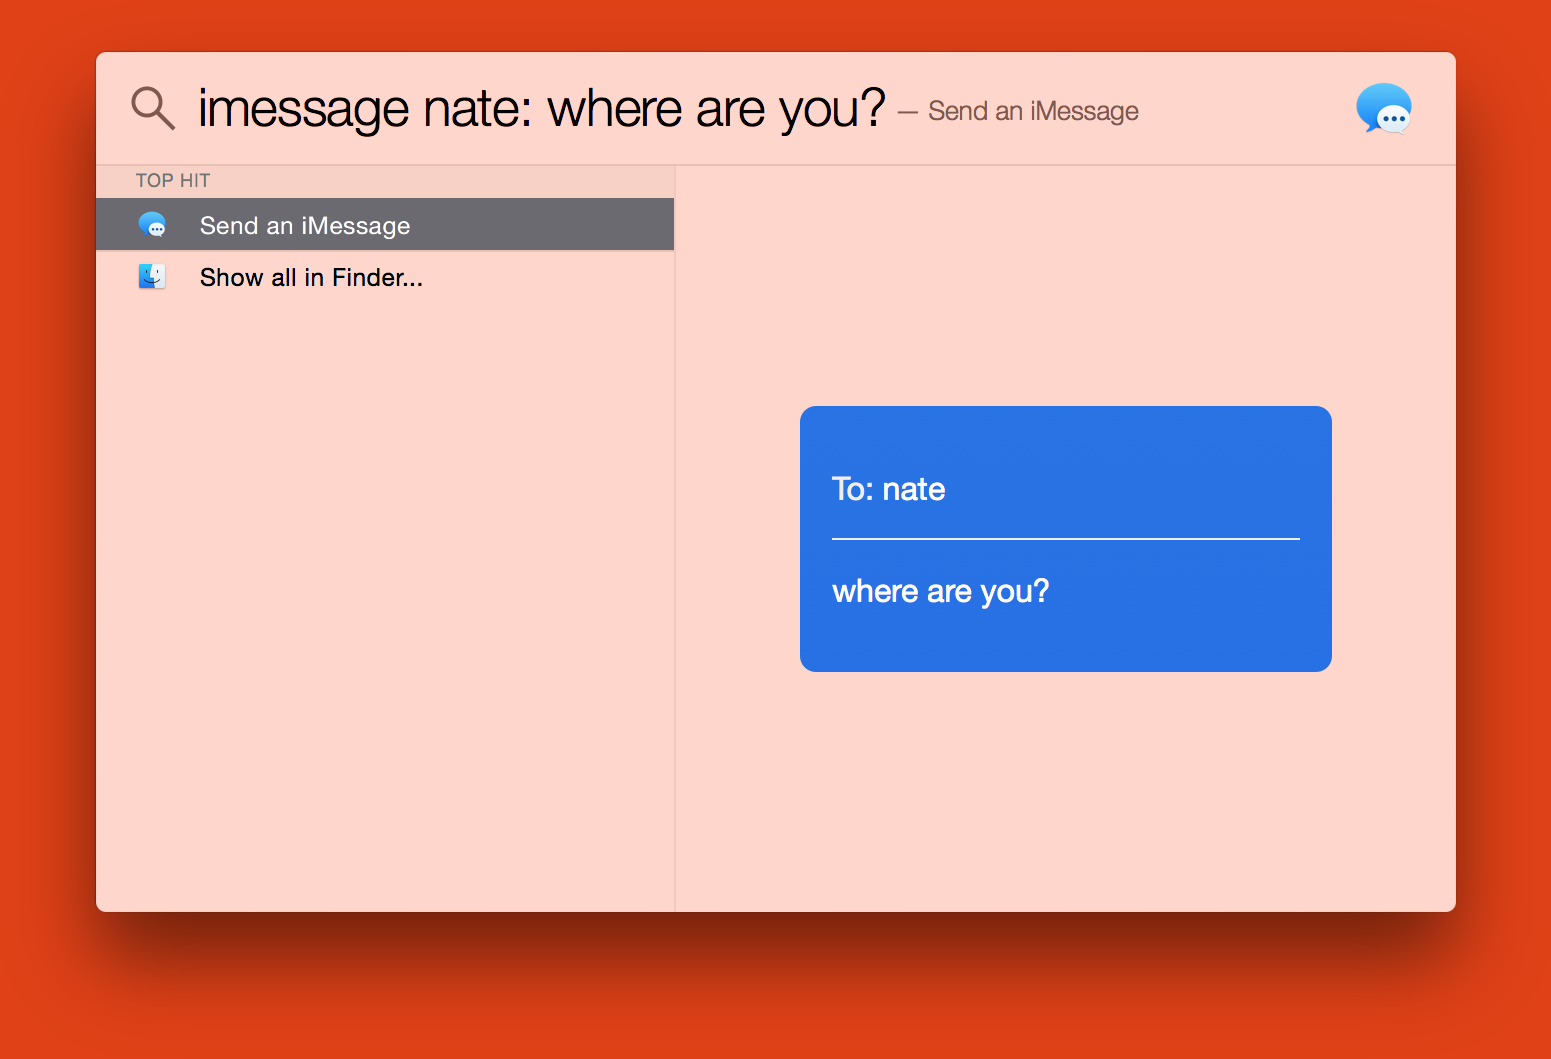 imessage nate: where are you? — Send an iMessage
TOP HIT
Send an iMessage
Show all in Finder...
To: nate
where are you?